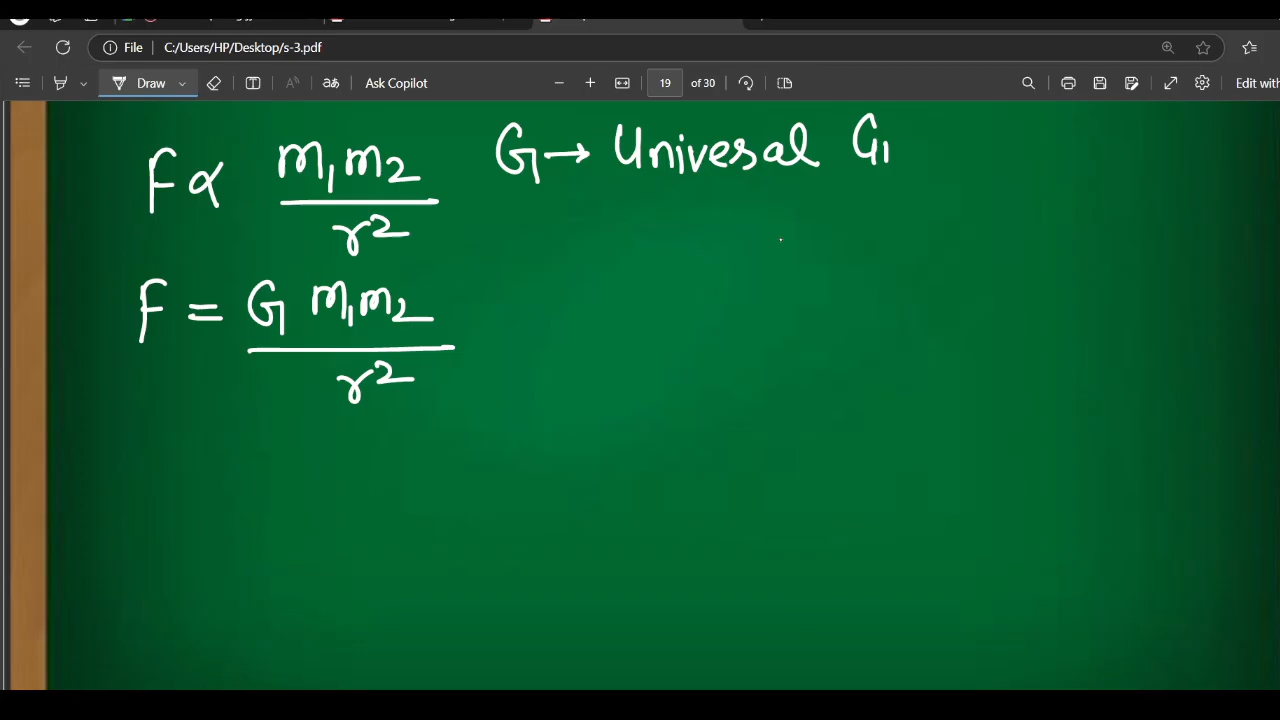 File C:/Users/HP/Desktop/s-3.pdf
Draw Ask Copilot 19 of 30 Edit with
F ∝ m₁m₂ / r² G → Univesal G
F = G m₁m₂ / r²